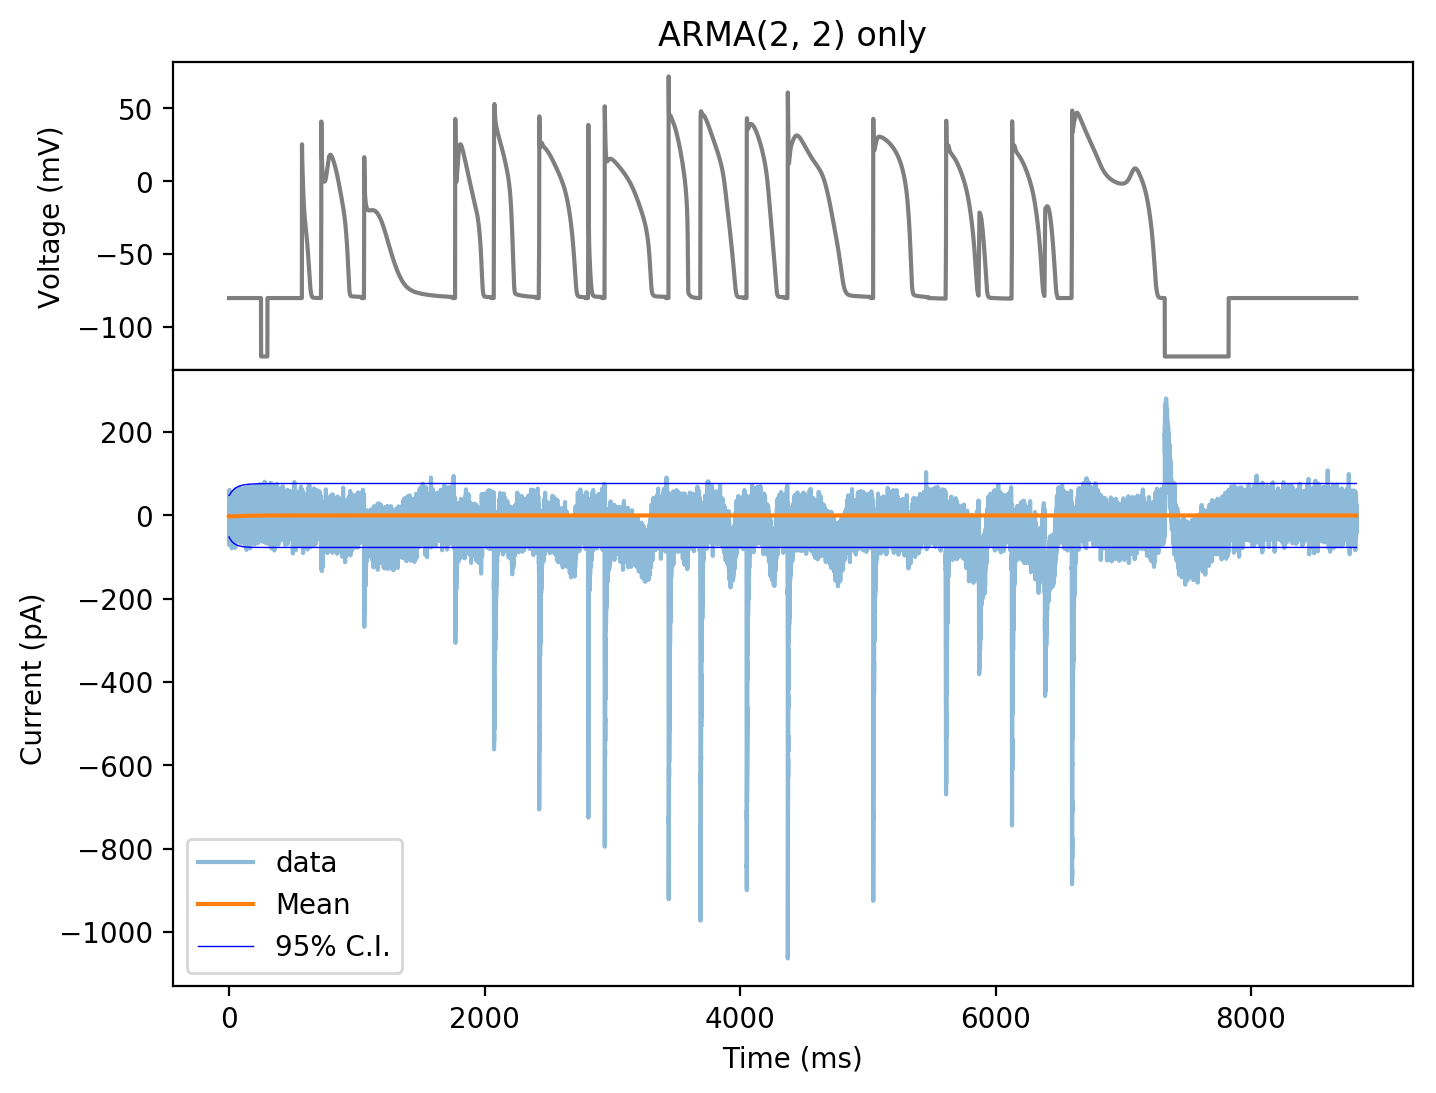 ARMA(2, 2) only
50
0
−50
−100
Voltage (mV)
200
0
−200
−400
−600
−800
−1000
Current (pA)
data
Mean
95% C.I.
0 2000 4000 6000 8000
Time (ms)